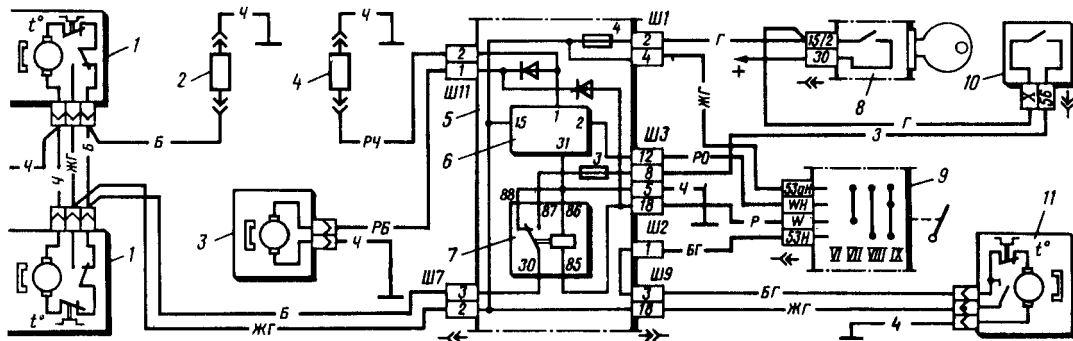 t° 1
2
Ч
4
Ч
Б
РЧ
Ч ЖГ Б
Ч
t° 1
3
РБ
Ч
Б
ЖГ
Ш11
2
1
5
Ш7
3
2
4
15 1 2
31
6
3
88 87 86
7
30 85
Ш1
2
4
Ш3
12
8
5
18
Ш2
1
Ш9
3
18
Г
ЖГ
РО
Ч
Р
БГ
БГ
ЖГ
Ч
+
15/2
30
8
Г
З
10
Х
56
53аН
WH
W
53H
VI VII VIII IX
9
11
t°